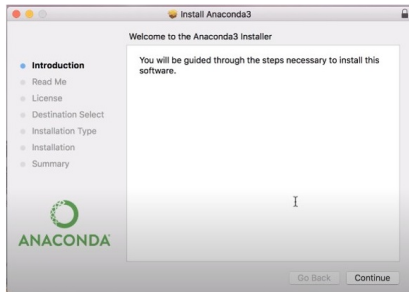 Install Anaconda3
Welcome to the Anaconda3 Installer
Introduction
Read Me
License
Destination Select
Installation Type
Installation
Summary
You will be guided through the steps necessary to install this
software.
ANACONDA
Go Back
Continue